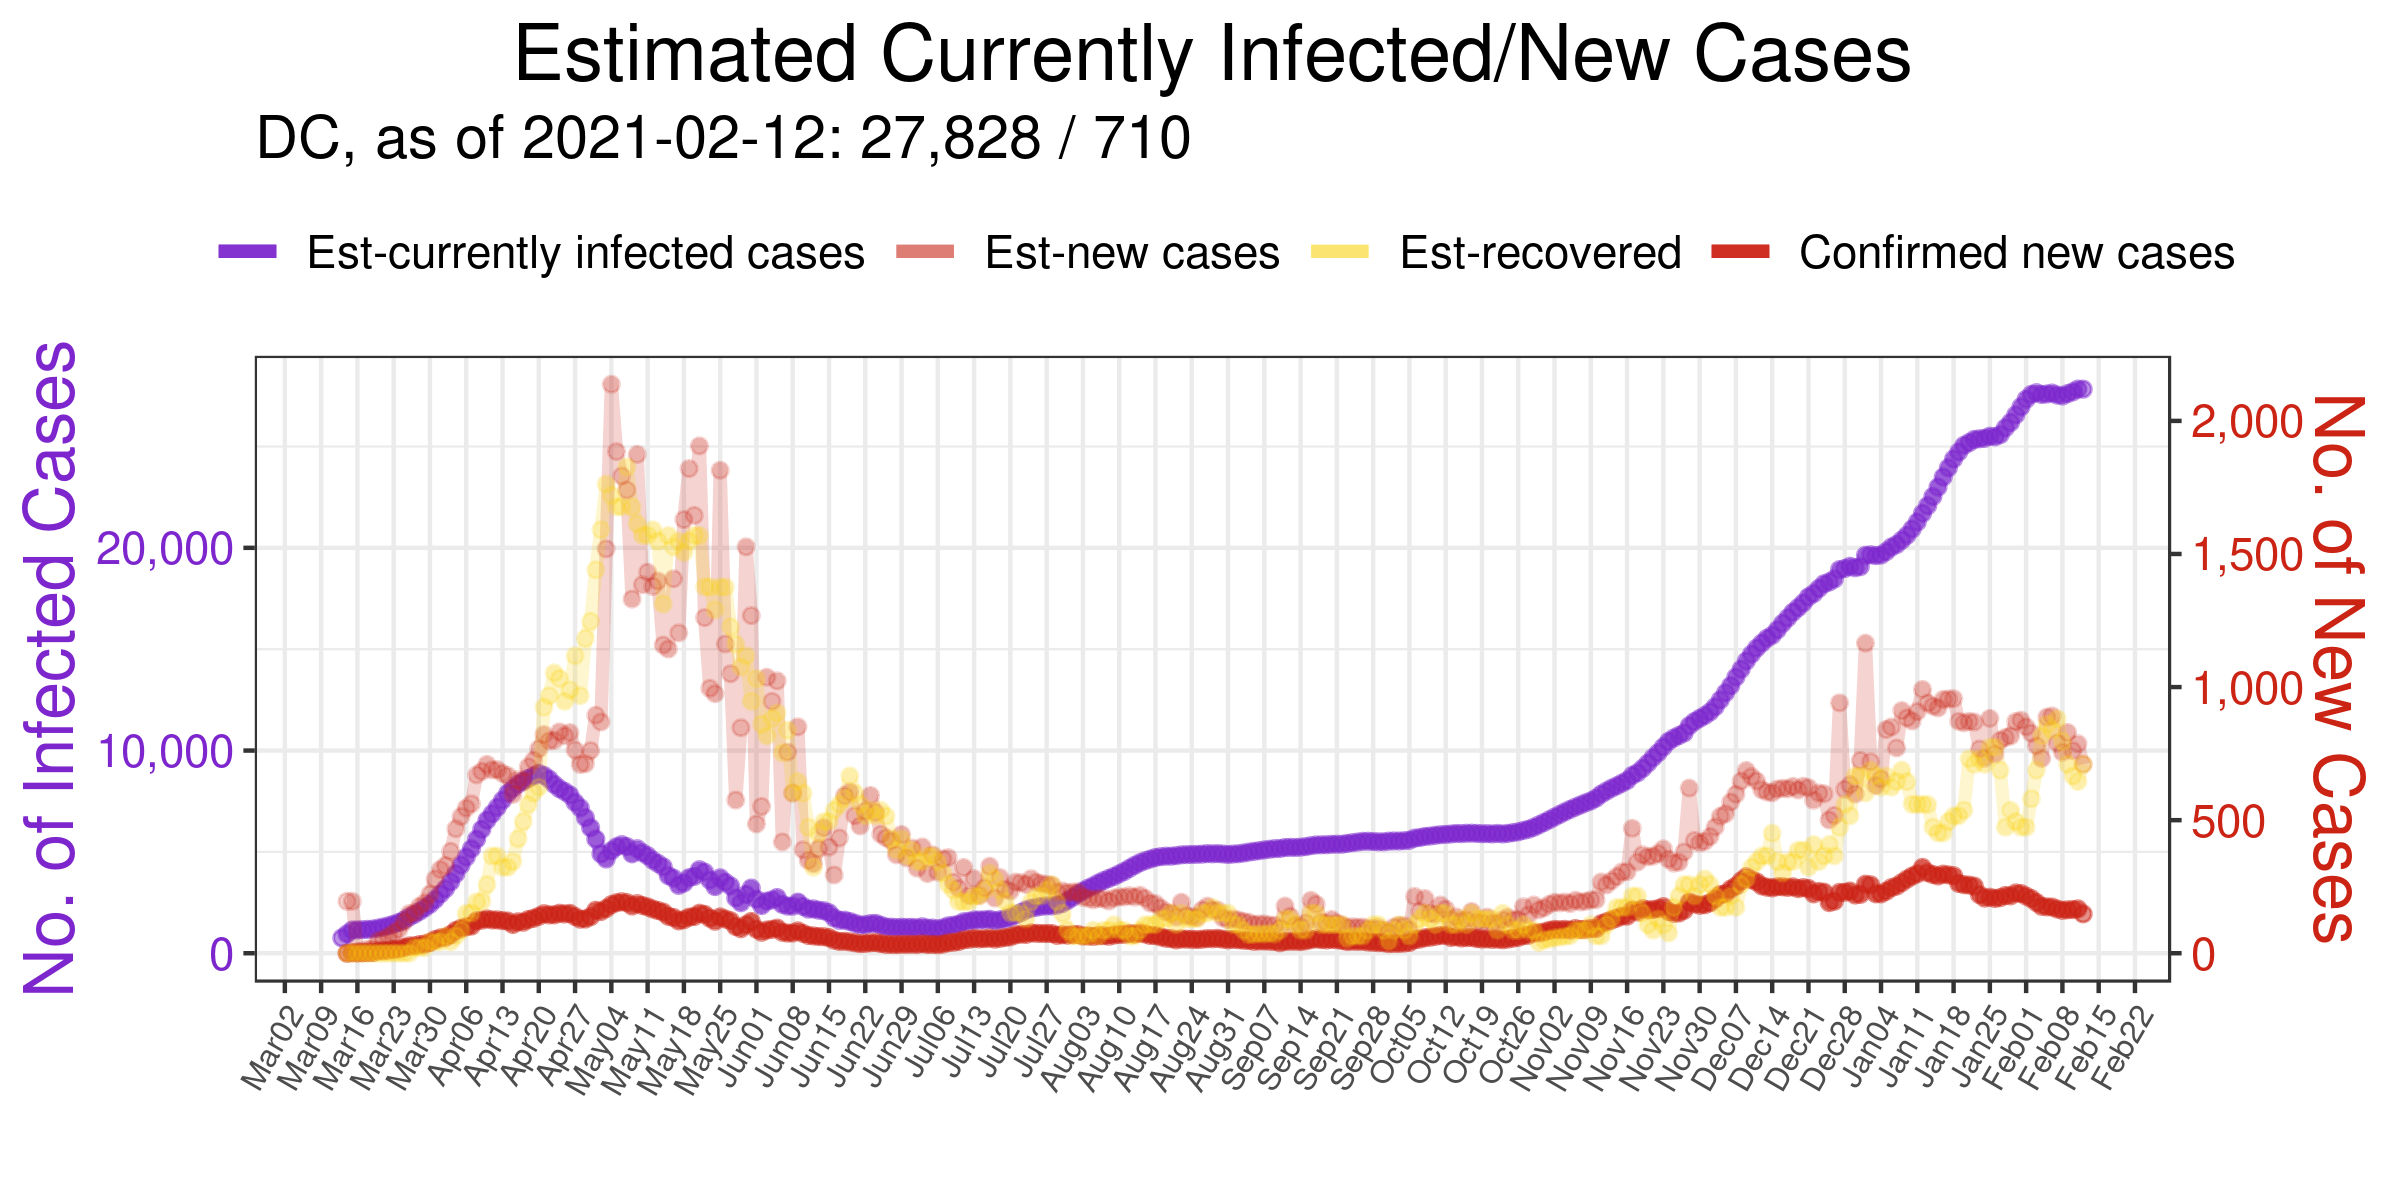 Estimated Currently Infected/New Cases
DC, as of 2021-02-12: 27,828 / 710
Est-currently infected cases
Est-new cases
Est-recovered
Confirmed new cases
No. of Infected Cases
20,000
10,000
0
2,000
1,500
1,000
500
0
No. of New Cases
Mar02
Mar09
Mar16
Mar23
Mar30
Apr06
Apr13
Apr20
Apr27
May04
May11
May18
May25
Jun01
Jun08
Jun15
Jun22
Jun29
Jul06
Jul13
Jul20
Jul27
Aug03
Aug10
Aug17
Aug24
Aug31
Sep07
Sep14
Sep21
Sep28
Oct05
Oct12
Oct19
Oct26
Nov02
Nov09
Nov16
Nov23
Nov30
Dec07
Dec14
Dec21
Dec28
Jan04
Jan11
Jan18
Jan25
Feb01
Feb08
Feb15
Feb22